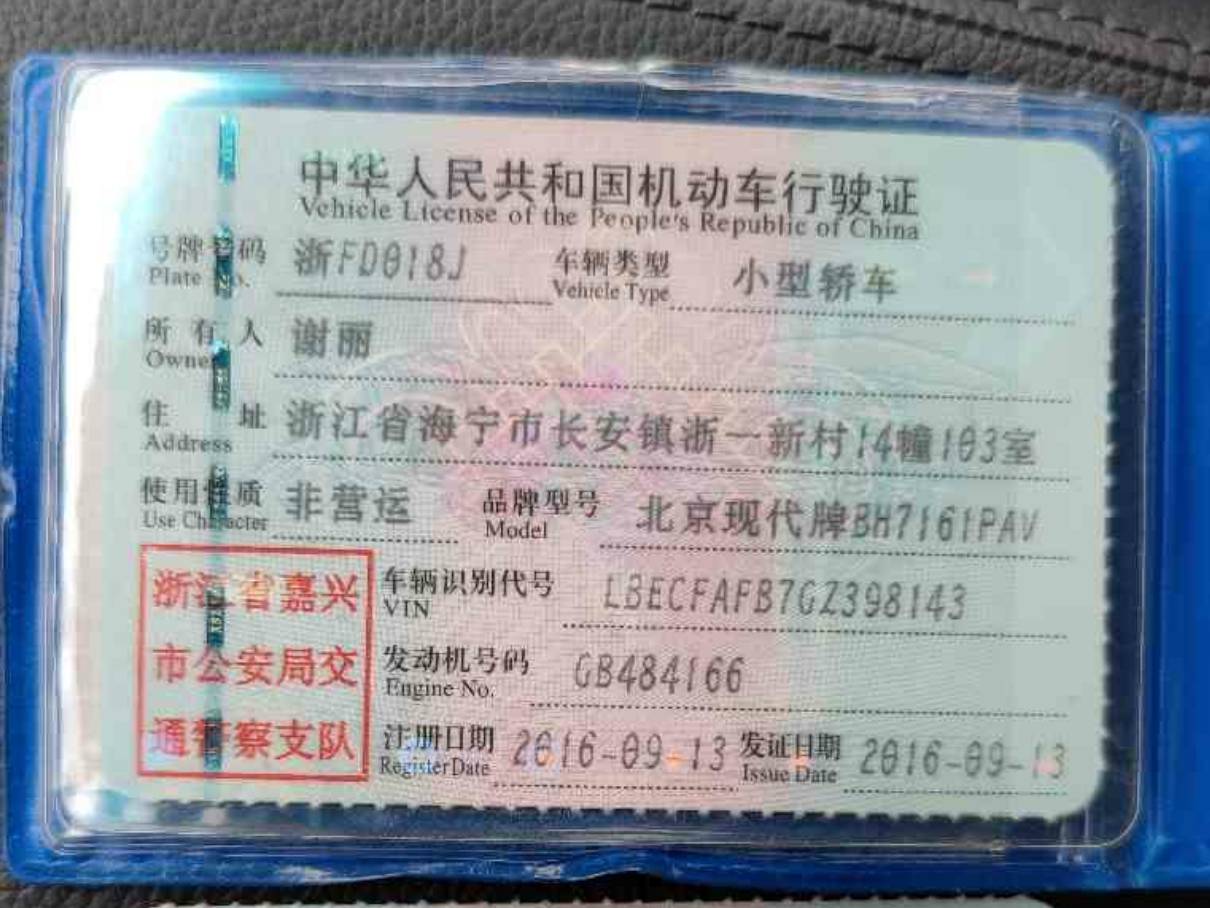 中华人民共和国机动车行驶证
Vehicle License of the People's Republic of China
号牌号码 浙FD018J 车辆类型 小型轿车
Plate No. Vehicle Type
所有人 谢丽
Owner
住址 浙江省海宁市长安镇浙一新村14幢103室
Address
使用性质 非营运 品牌型号 北京现代牌BH7161PAV
Use Character Model
浙江省嘉兴
市公安局交
通警察支队
车辆识别代号 LBECFAFB7GZ398143
VIN
发动机号码 GB484166
Engine No.
注册日期 2016-09-13 发证日期 2016-09-13
Register Date Issue Date